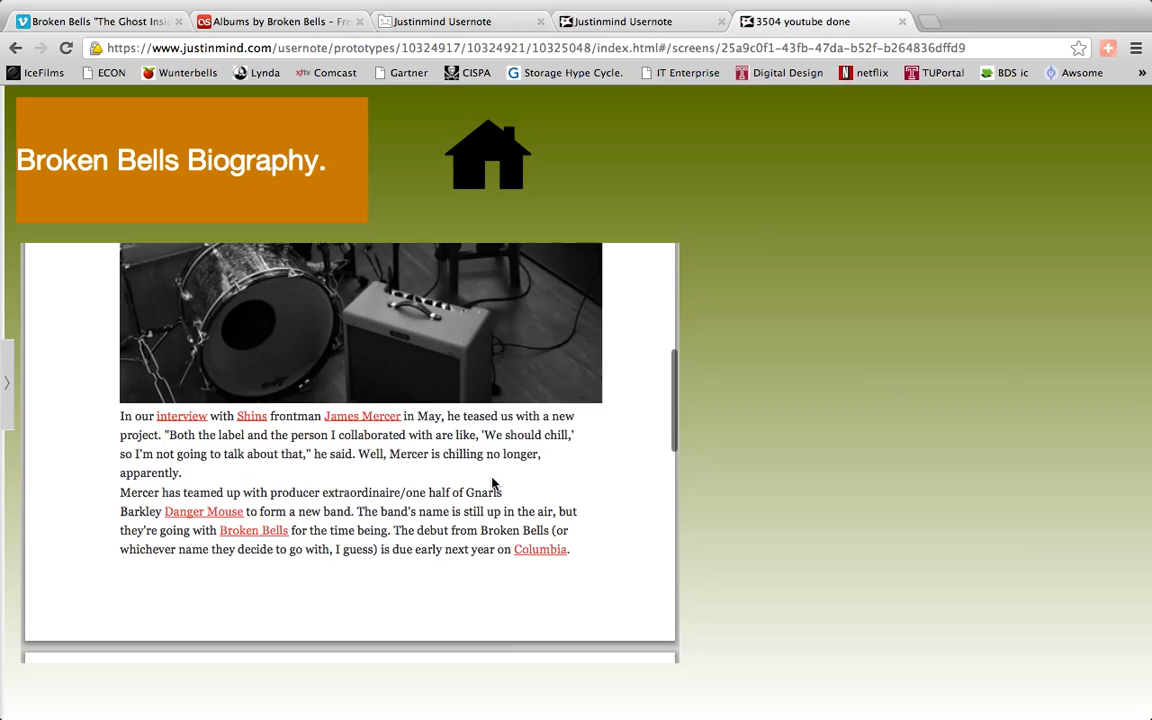 Broken Bells "The Ghost Insi
Albums by Broken Bells – Fre
Justinmind Usernote
Justinmind Usernote
3504 youtube done
https://www.justinmind.com/usernote/prototypes/10324917/10324921/10325048/index.html#/screens/25a9c0f1-43fb-47da-b52f-b264836dffd9
IceFilms ECON Wunterbells Lynda Comcast Gartner CISPA Storage Hype Cycle. IT Enterprise Digital Design netflix TUPortal BDS ic Awsome »
Broken Bells Biography.
In our interview with Shins frontman James Mercer in May, he teased us with a new
project. "Both the label and the person I collaborated with are like, 'We should chill,'
so I'm not going to talk about that," he said. Well, Mercer is chilling no longer,
apparently.
Mercer has teamed up with producer extraordinaire/one half of Gnarls
Barkley Danger Mouse to form a new band. The band's name is still up in the air, but
they're going with Broken Bells for the time being. The debut from Broken Bells (or
whichever name they decide to go with, I guess) is due early next year on Columbia.